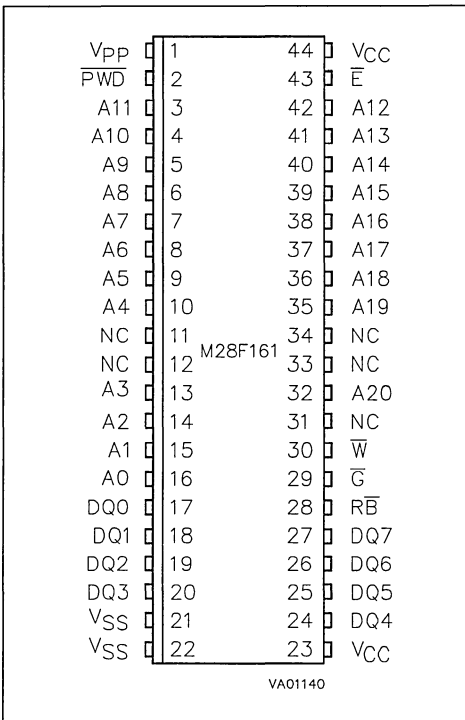 VPP 1 44 VCC
P̅W̅D̅ 2 43 E̅
A11 3 42 A12
A10 4 41 A13
A9 5 40 A14
A8 6 39 A15
A7 7 38 A16
A6 8 37 A17
A5 9 36 A18
A4 10 35 A19
NC 11 34 NC
M28F161
NC 12 33 NC
A3 13 32 A20
A2 14 31 NC
A1 15 30 W̅
A0 16 29 G̅
DQ0 17 28 RB̅
DQ1 18 27 DQ7
DQ2 19 26 DQ6
DQ3 20 25 DQ5
VSS 21 24 DQ4
VSS 22 23 VCC
VA01140